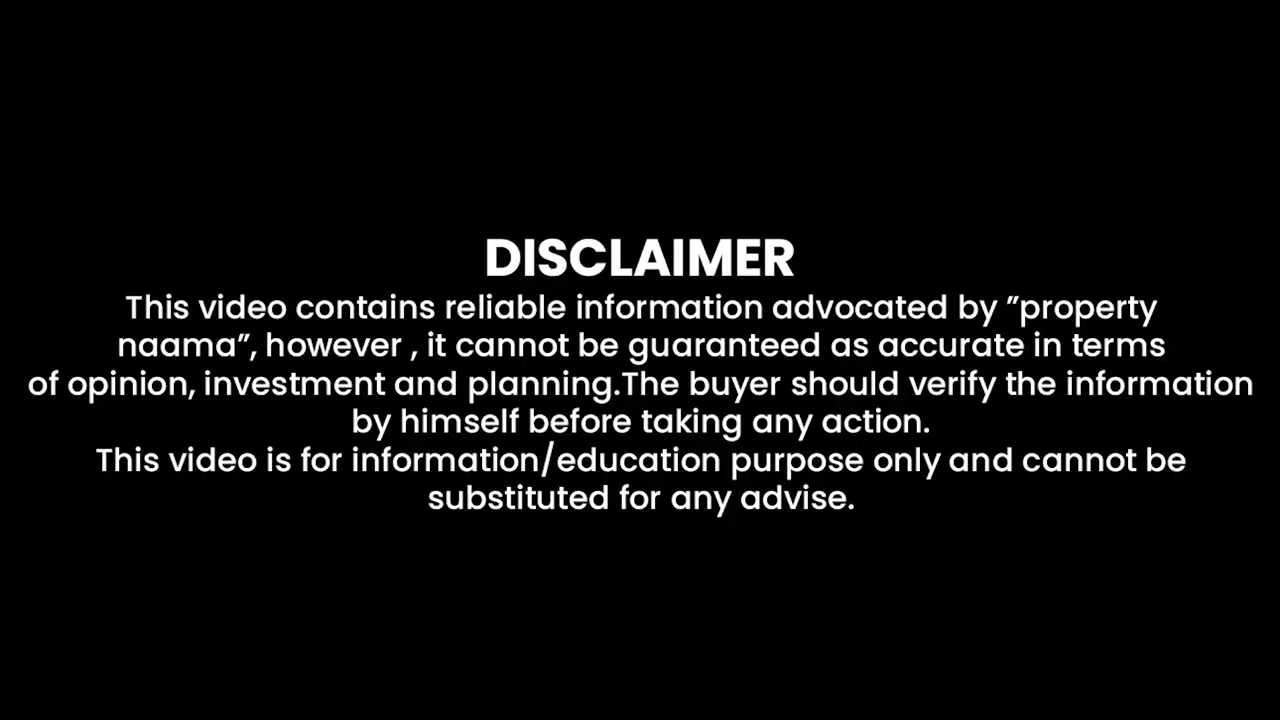 DISCLAIMER
This video contains reliable information advocated by ”property
naama”, however , it cannot be guaranteed as accurate in terms
of opinion, investment and planning.The buyer should verify the information
by himself before taking any action.
This video is for information/education purpose only and cannot be
substituted for any advise.